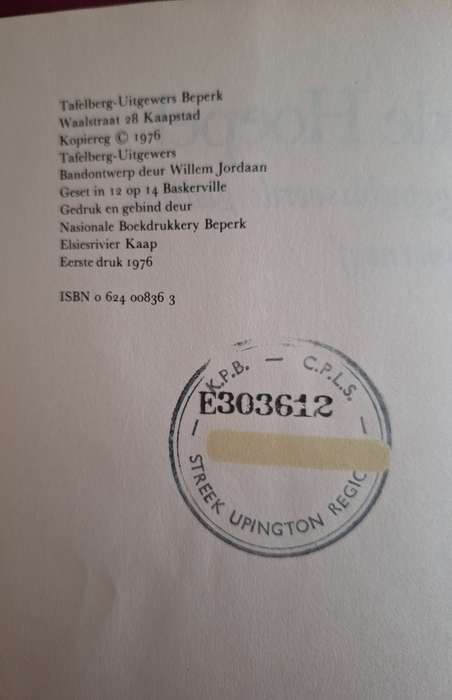 Tafelberg-Uitgewers Beperk
Waalstraat 28 Kaapstad
Kopiereg © 1976
Tafelberg-Uitgewers
Bandontwerp deur Willem Jordaan
Geset in 12 op 14 Baskerville
Gedruk en gebind deur
Nasionale Boekdrukkery Beperk
Elsiesrivier Kaap
Eerste druk 1976
ISBN 0 624 00836 3
K.P.B. — C.P.L.S.
E303612
STREEK UPINGTON REGIO